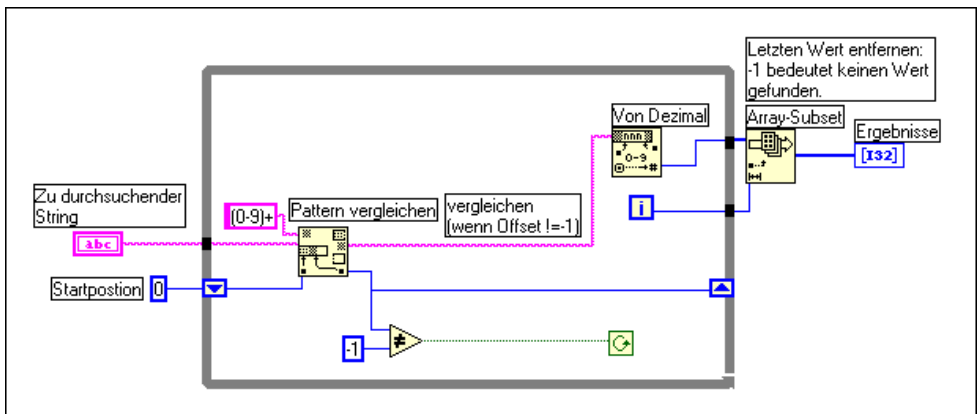 Letzten Wert entfernen:
-1 bedeutet keinen Wert
gefunden.
Von Dezimal
Array-Subset
Ergebnisse
nnn
0-9
#
[I32]
Zu durchsuchender
String
abc
(0-9)+
Pattern vergleichen
vergleichen
(wenn Offset !=-1)
i
Startpostion
0
-1
≠